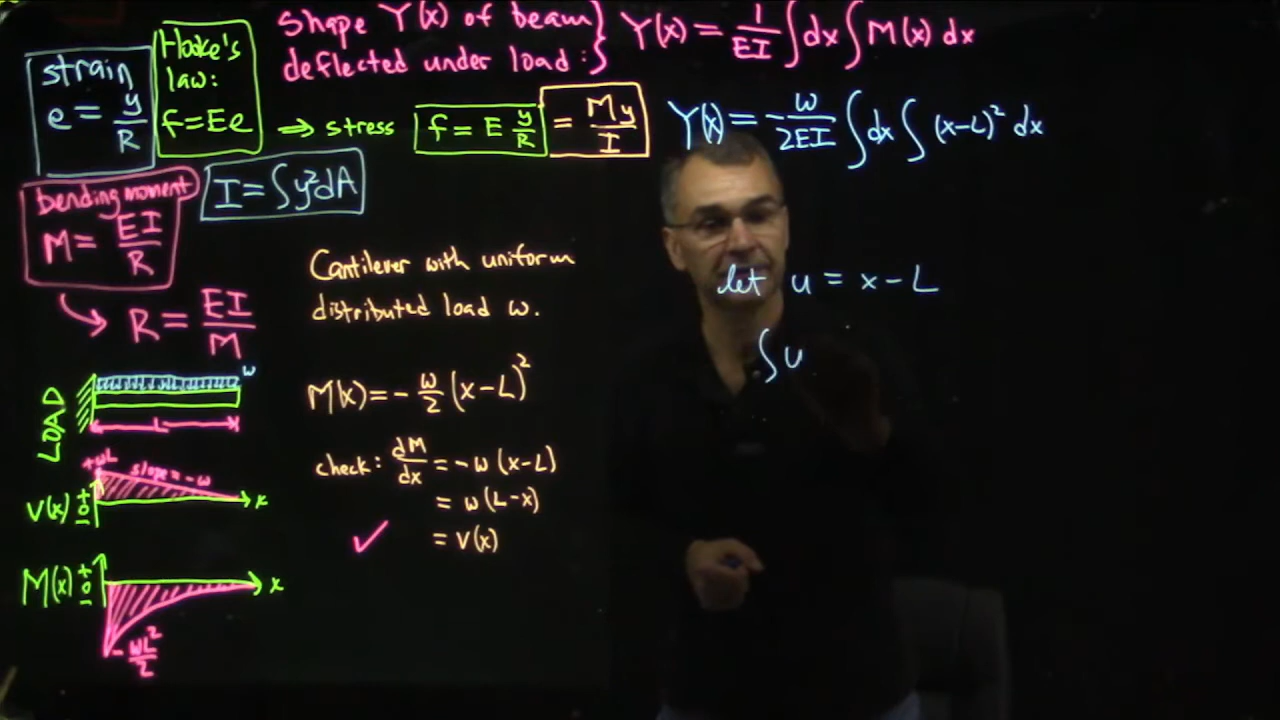 shape Y(x) of beam } Y(x) = 1/EI ∫dx ∫M(x) dx
deflected under load :
strain
e = y/R
Hooke's
law:
f=Ee
⇒ stress f = E y/R = My/I
Y(x) = -w/2EI ∫dx ∫(x-L)² dx
bending moment
M = EI/R
I = ∫y²dA
R = EI/M
Cantilever with uniform
distributed load w.
let u = x-L
∫u
LOAD
w
L
M(x) = - w/2 (x-L)²
check: dM/dx = -w(x-L)
= w(L-x)
✓ = V(x)
+wL
slope = -w
V(x) + 0 - x
M(x) + 0 - x
- wL²/2